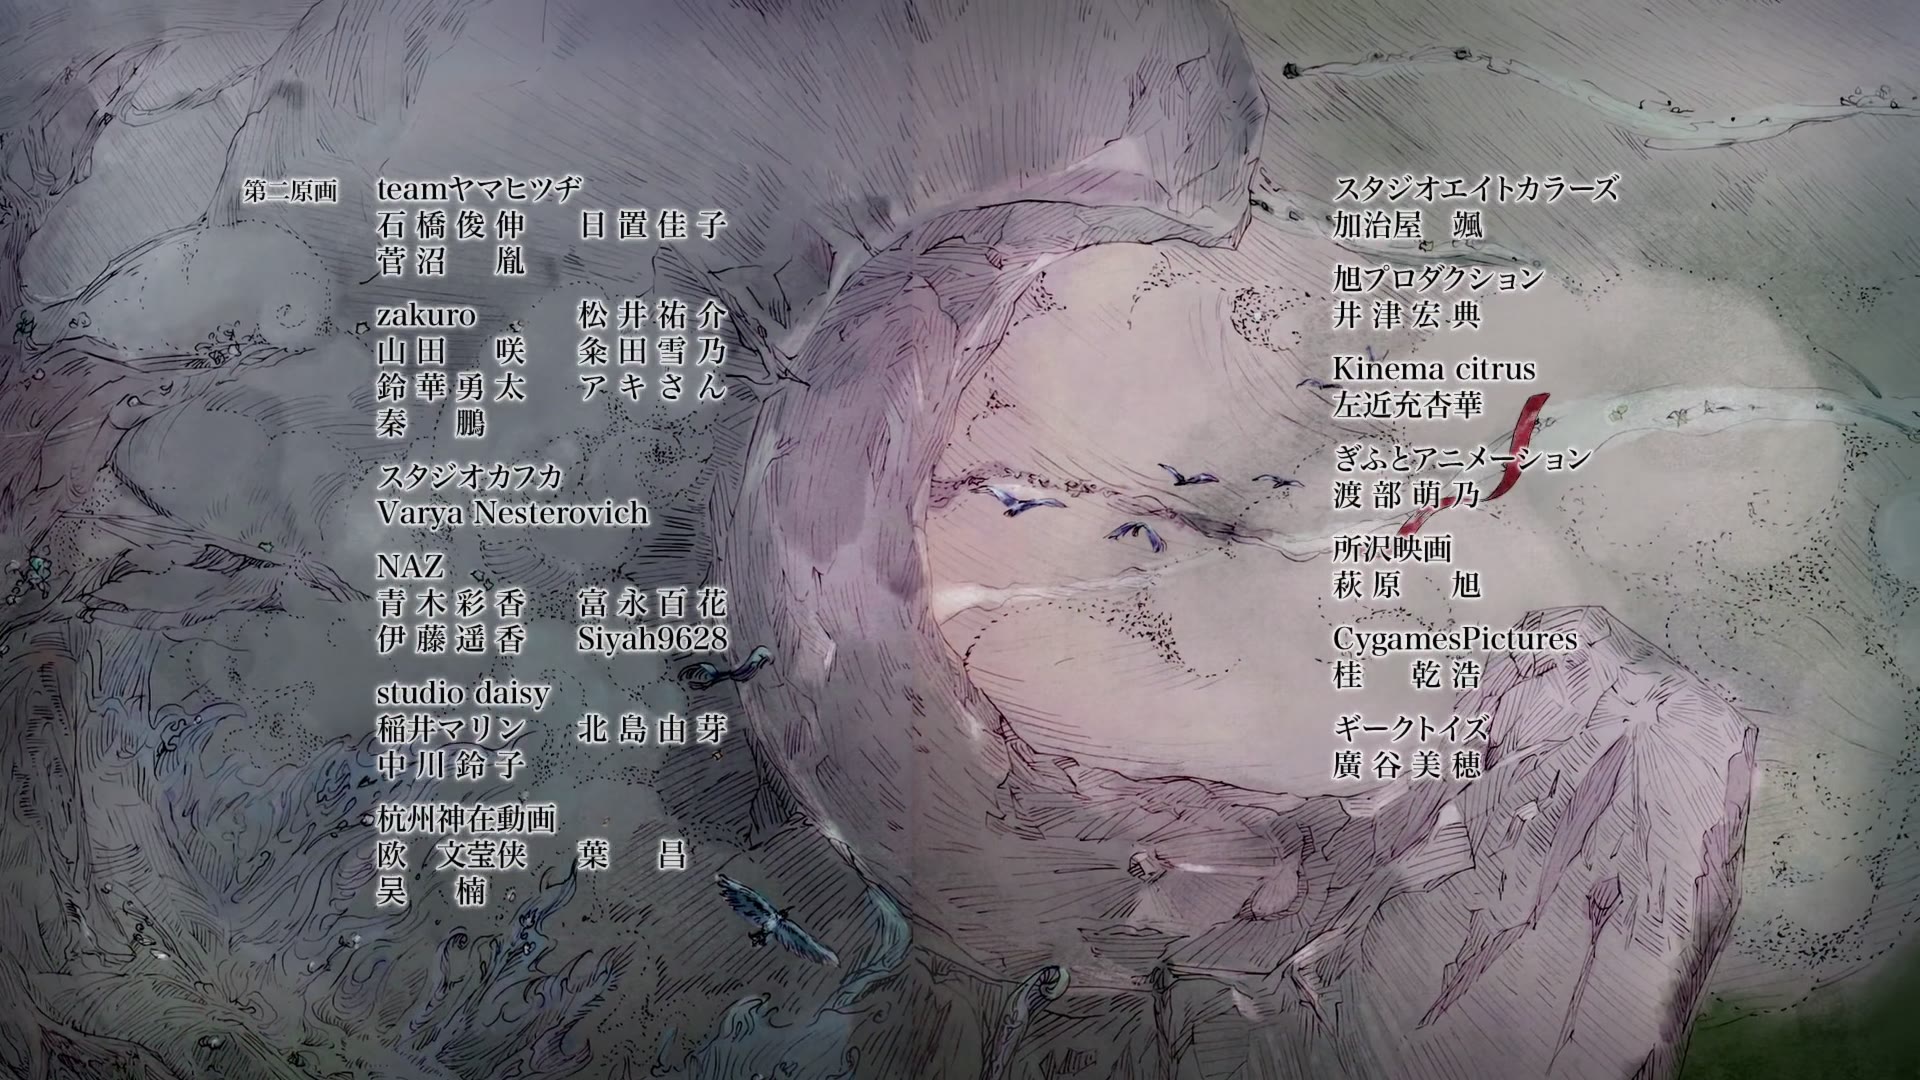 第二原画 teamヤマヒツヂ
石橋俊伸 日置佳子
菅沼 胤
zakuro 松井祐介
山田 咲 粂田雪乃
鈴華勇太 アキさん
秦 鵬
スタジオカフカ
Varya Nesterovich
NAZ
青木彩香 富永百花
伊藤遥香 Siyah9628
studio daisy
稲井マリン 北島由芽
中川鈴子
杭州神在動画
欧 文莹侠 葉 昌
吴 楠
スタジオエイトカラーズ
加治屋 颯
旭プロダクション
井津宏典
Kinema citrus
左近充杏華
ぎふとアニメーション
渡部萌乃
所沢映画
萩原 旭
CygamesPictures
桂 乾浩
ギークトイズ
廣谷美穂